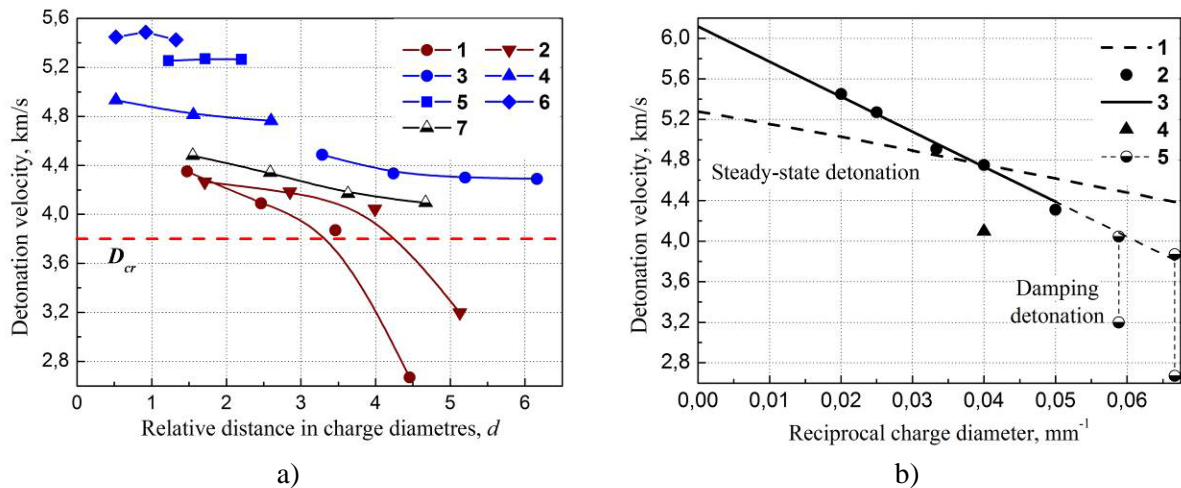 5,6
5,2
4,8
4,4
4,0
3,6
3,2
2,8
Detonation velocity, km/s
1 2
3 4
5 6
7
D_cr
0 1 2 3 4 5 6
Relative distance in charge diametres, d
a)
6,0
5,6
5,2
4,8
4,4
4,0
3,6
3,2
2,8
Detonation velocity, km/s
1
2
3
4
5
Steady-state detonation
Damping
detonation
0,00 0,01 0,02 0,03 0,04 0,05 0,06
Reciprocal charge diameter, mm⁻¹
b)